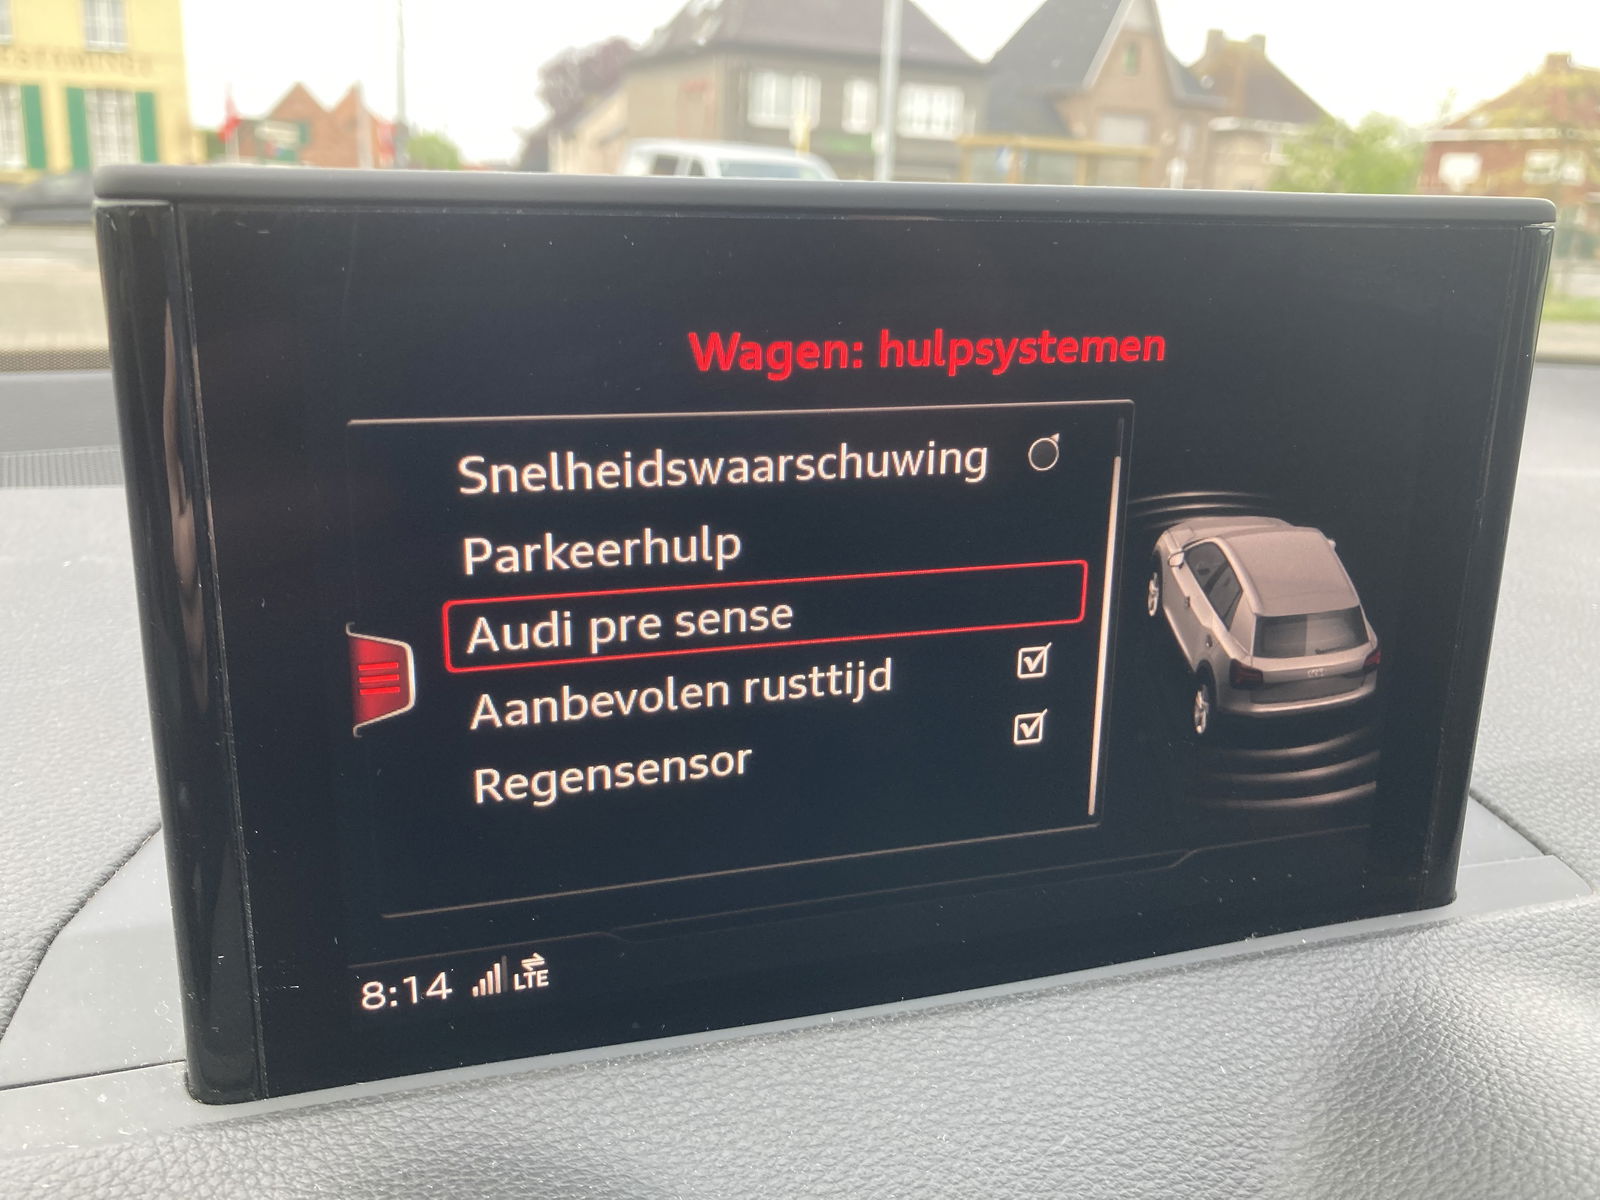 Wagen: hulpsystemen
Snelheidswaarschuwing
Parkeerhulp
Audi pre sense
Aanbevolen rusttijd
Regensensor
8:14 LTE